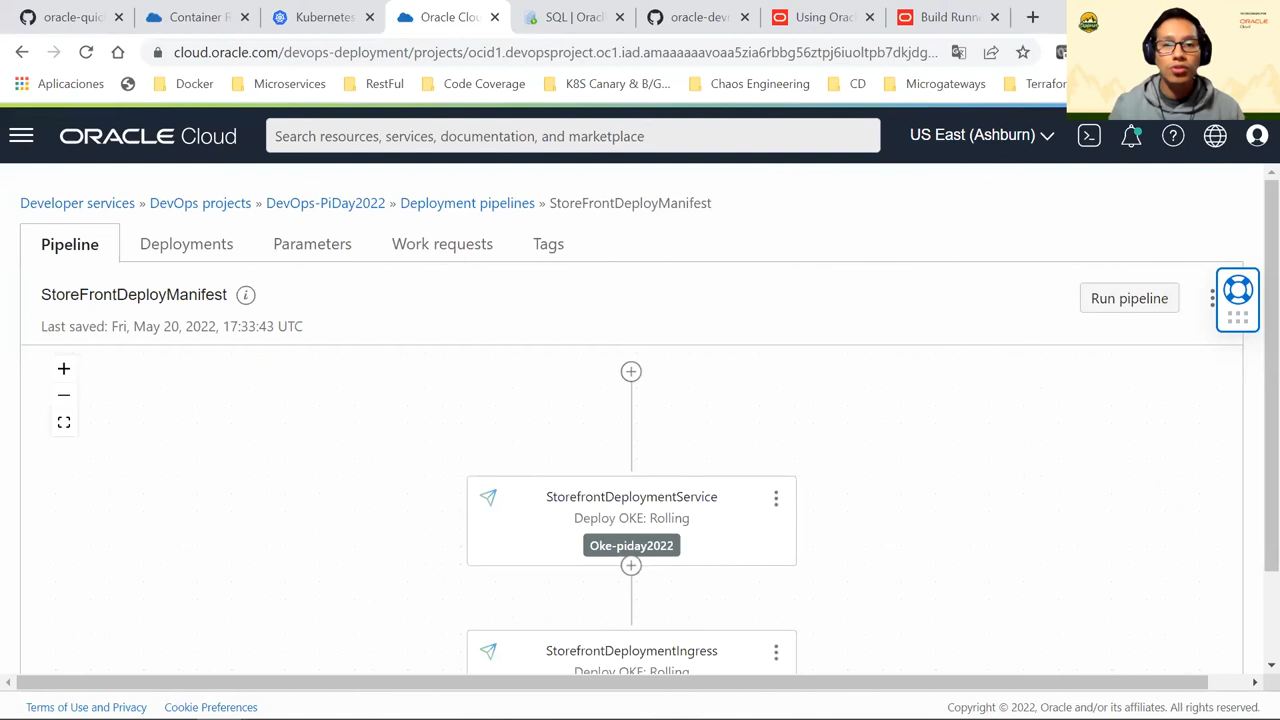 oracle-quic
Container R
Kubernetes
Oracle Clou
Oracl
oracle-dev
Using Orac
Build Runn
cloud.oracle.com/devops-deployment/projects/ocid1.devopsproject.oc1.iad.amaaaaaavoaa5zia6rbbg56ztpj6iuoltpb7dkjdg...
Aplicaciones
Docker
Microservices
RestFul
Code Coverage
K8S Canary & B/G...
Chaos Engineering
CD
Microgateways
Terrafo
ORACLE Cloud
Search resources, services, documentation, and marketplace
US East (Ashburn)
Developer services » DevOps projects » DevOps-PiDay2022 » Deployment pipelines » StoreFrontDeployManifest
Pipeline
Deployments
Parameters
Work requests
Tags
StoreFrontDeployManifest
Run pipeline
Last saved: Fri, May 20, 2022, 17:33:43 UTC
StorefrontDeploymentService
Deploy OKE: Rolling
Oke-piday2022
StorefrontDeploymentIngress
Deploy OKE: Rolling
Terms of Use and Privacy
Cookie Preferences
Copyright © 2022, Oracle and/or its affiliates. All rights reserved.